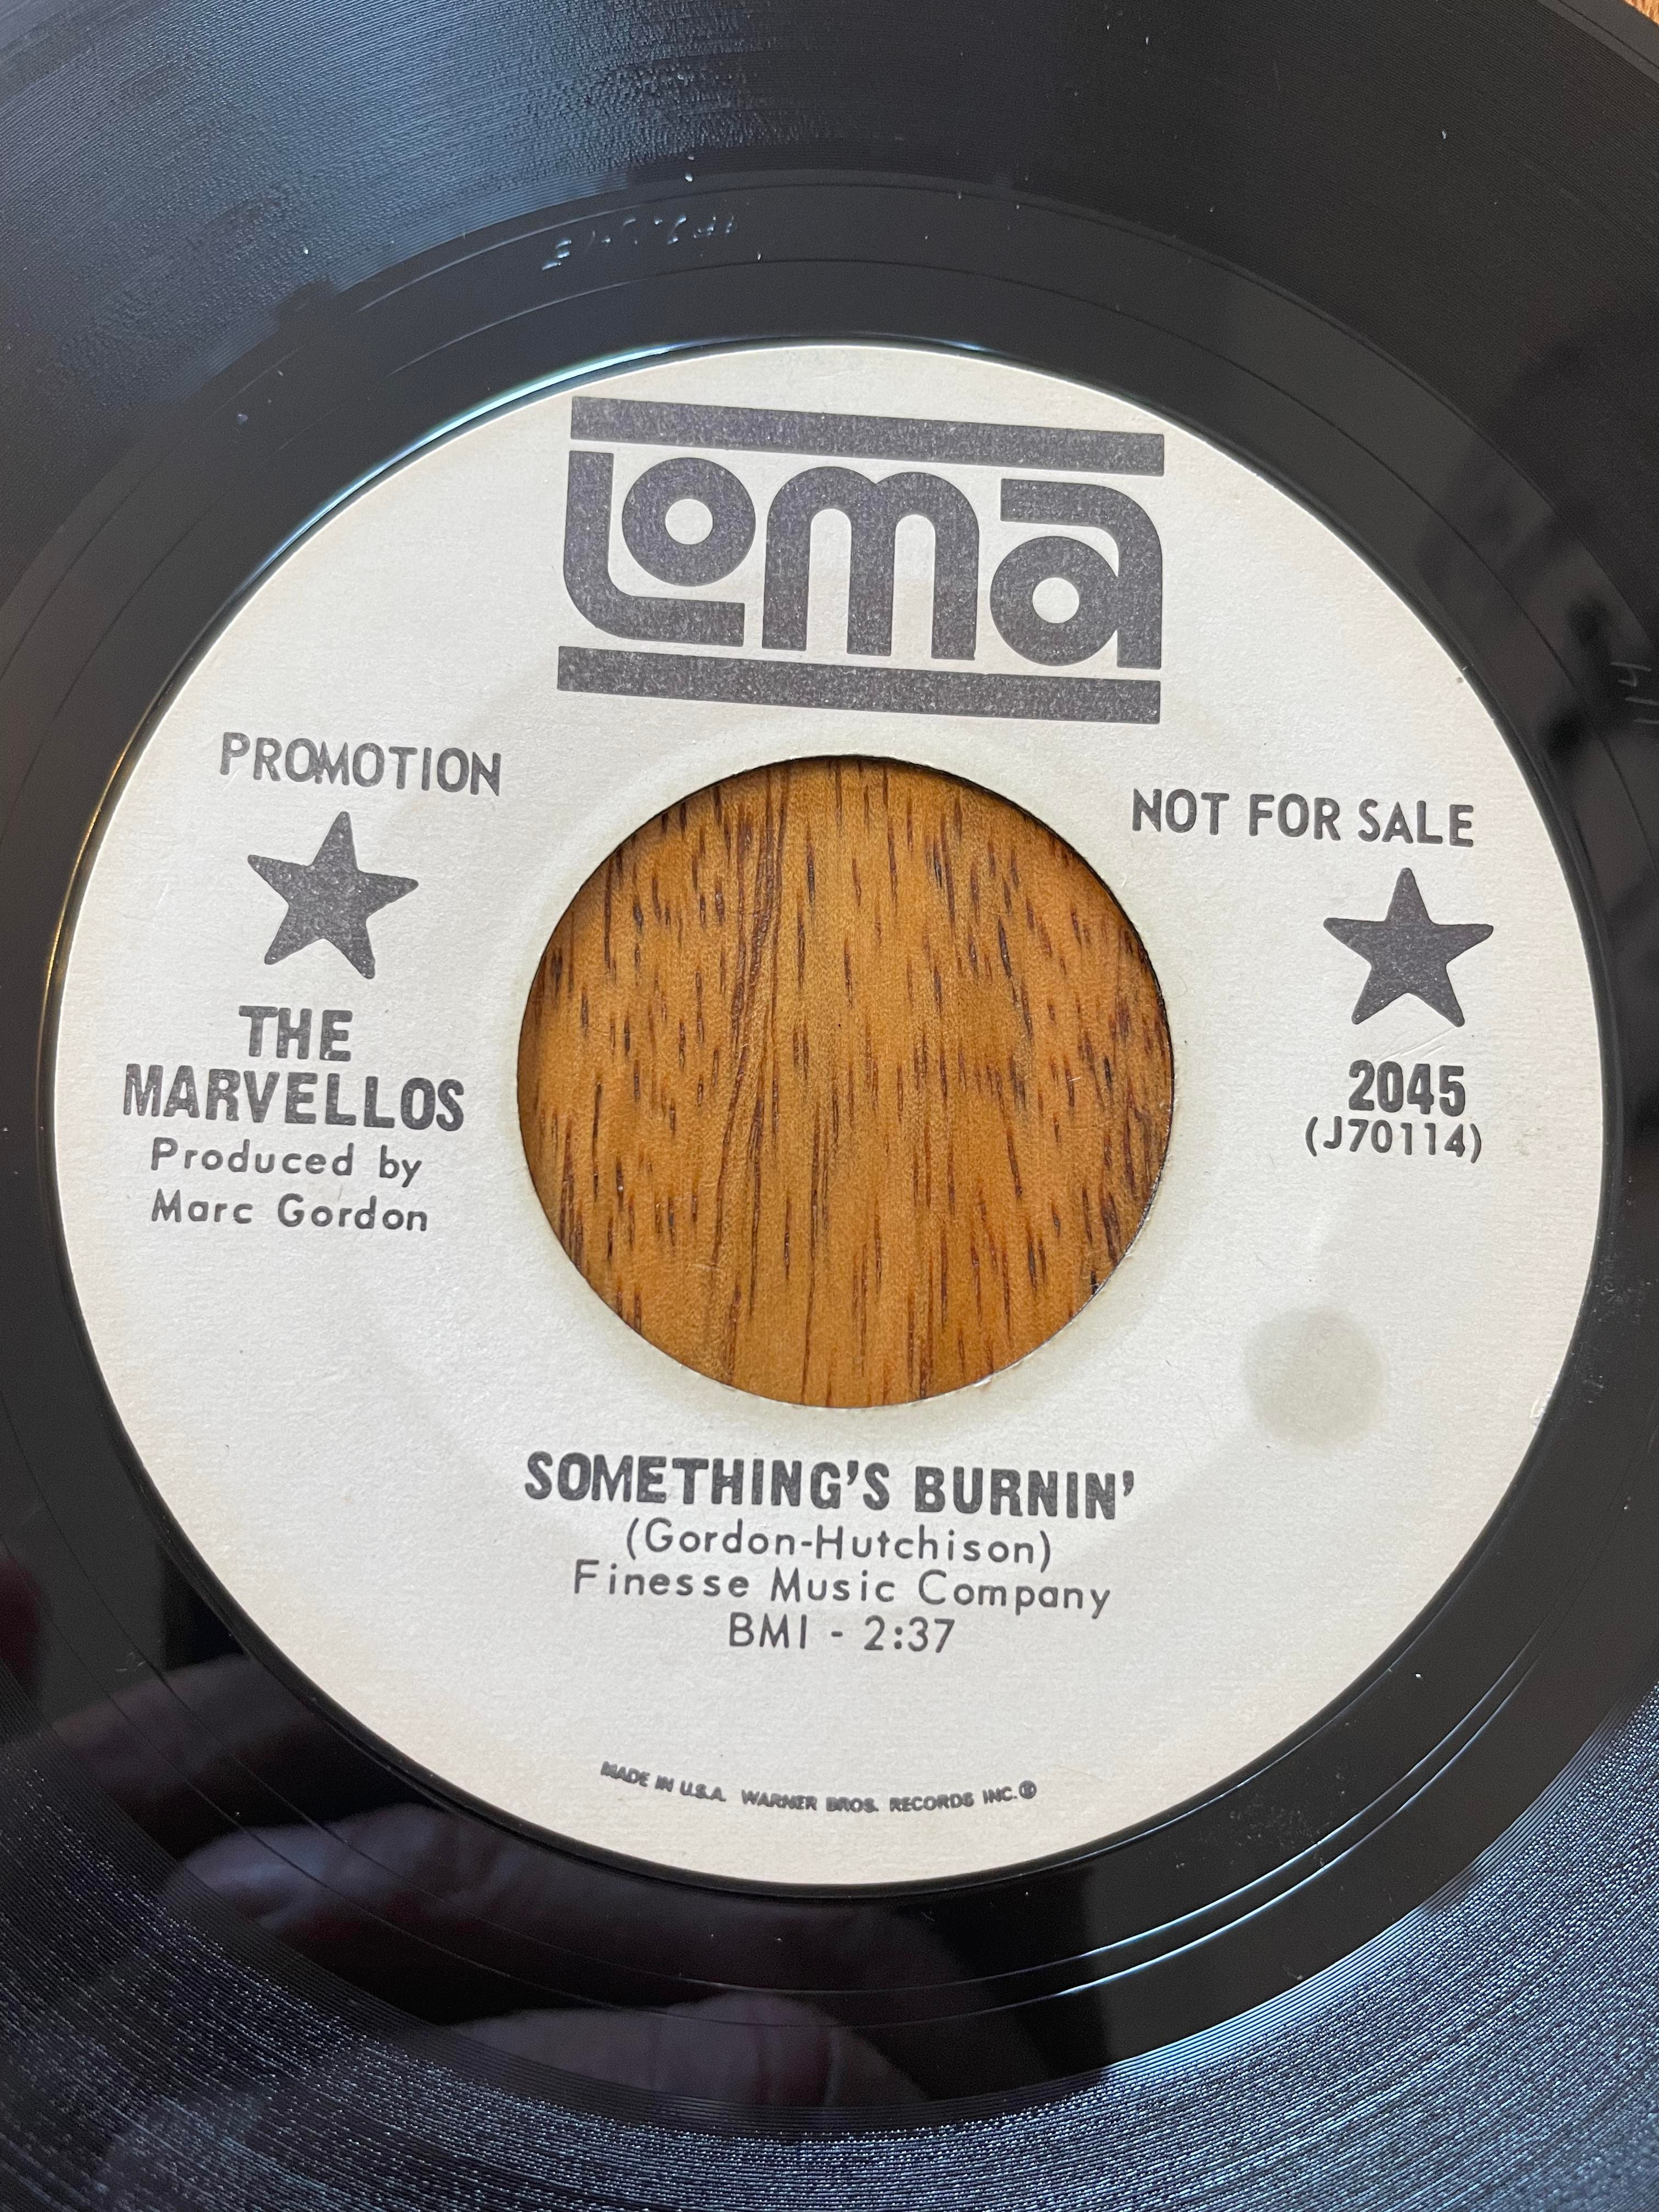 Loma
PROMOTION
NOT FOR SALE
THE
MARVELLOS
Produced by
Marc Gordon
2045
(J70114)
SOMETHING'S BURNIN'
(Gordon-Hutchison)
Finesse Music Company
BMI - 2:37
MADE IN U.S.A. WARNER BROS. RECORDS INC.®